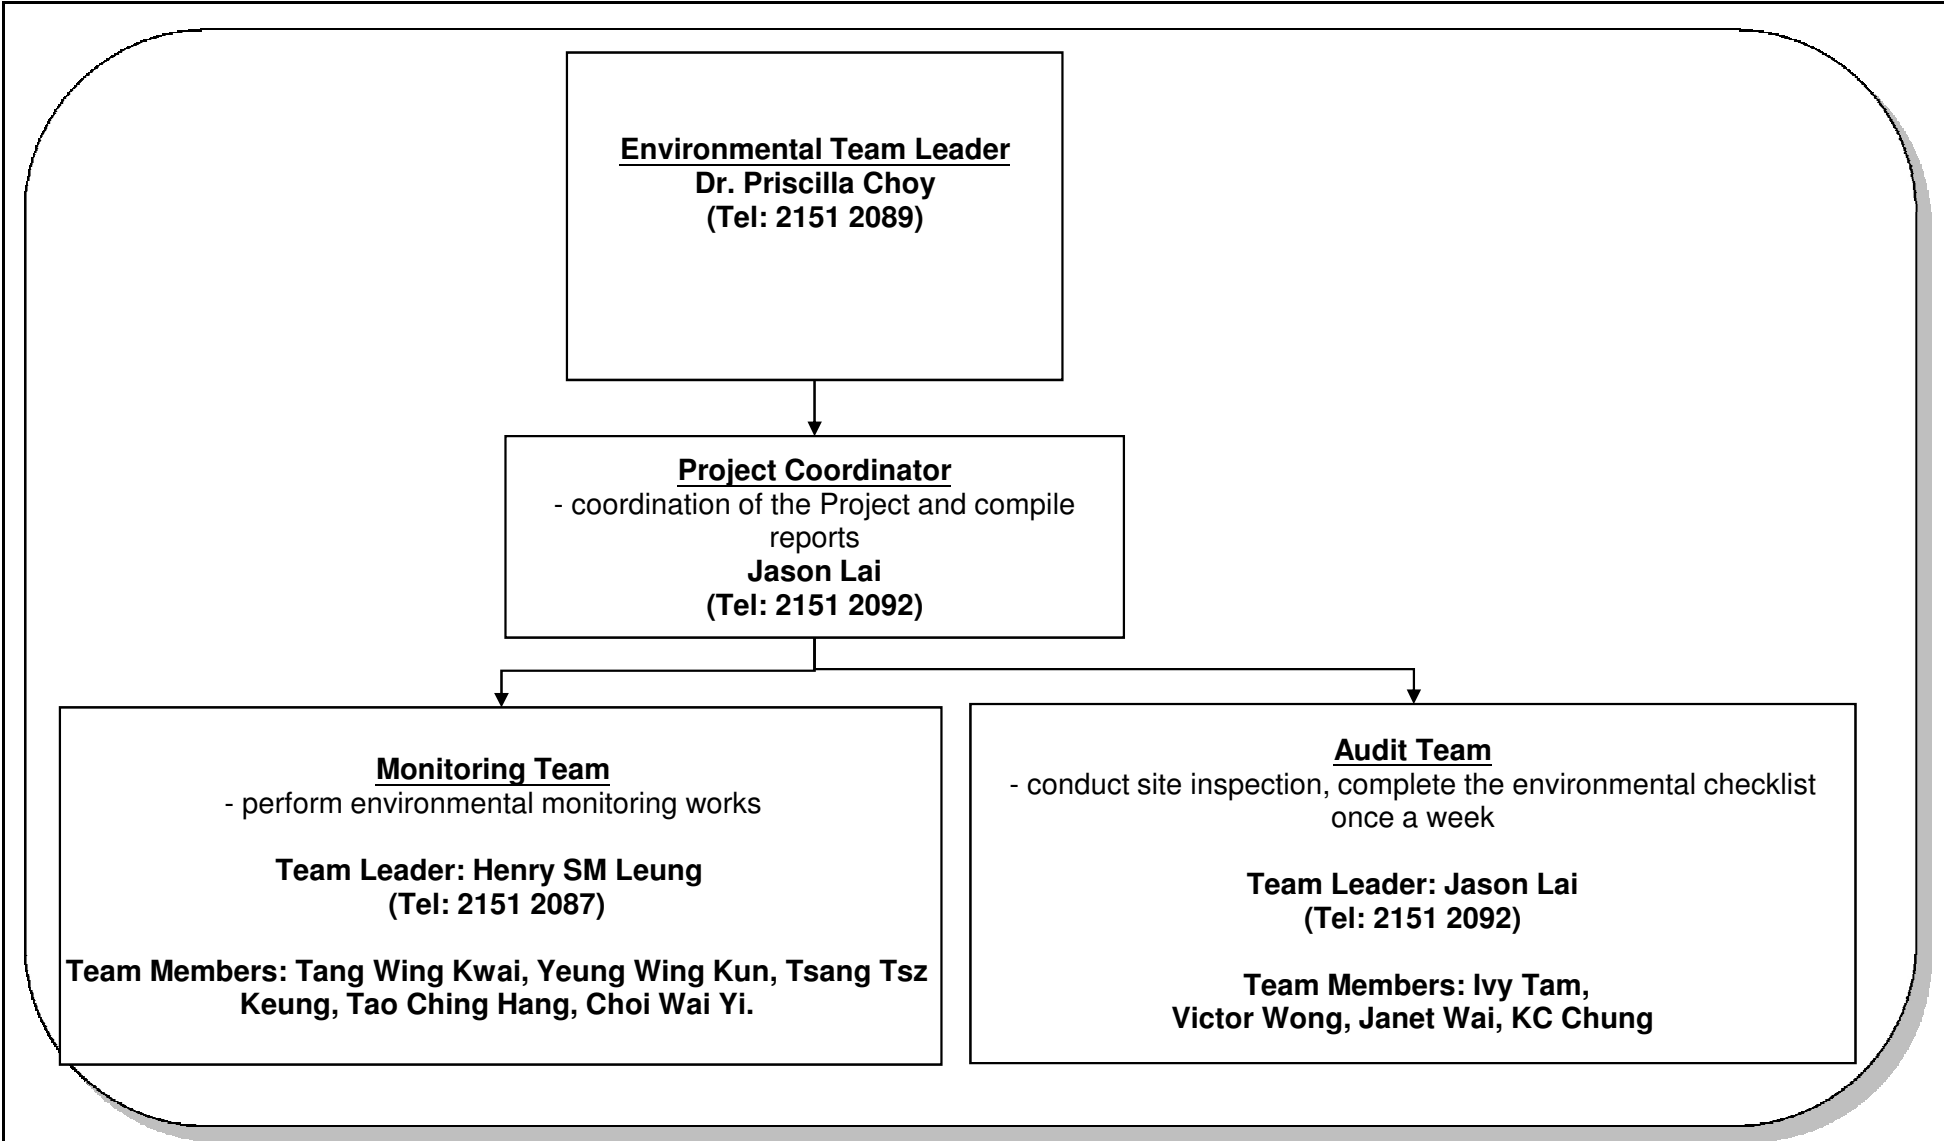 Environmental Team Leader
Dr. Priscilla Choy
(Tel: 2151 2089)
Project Coordinator
- coordination of the Project and compile
reports
Jason Lai
(Tel: 2151 2092)
Monitoring Team
- perform environmental monitoring works
Team Leader: Henry SM Leung
(Tel: 2151 2087)
Team Members: Tang Wing Kwai, Yeung Wing Kun, Tsang Tsz
Keung, Tao Ching Hang, Choi Wai Yi.
Audit Team
- conduct site inspection, complete the environmental checklist
once a week
Team Leader: Jason Lai
(Tel: 2151 2092)
Team Members: Ivy Tam,
Victor Wong, Janet Wai, KC Chung